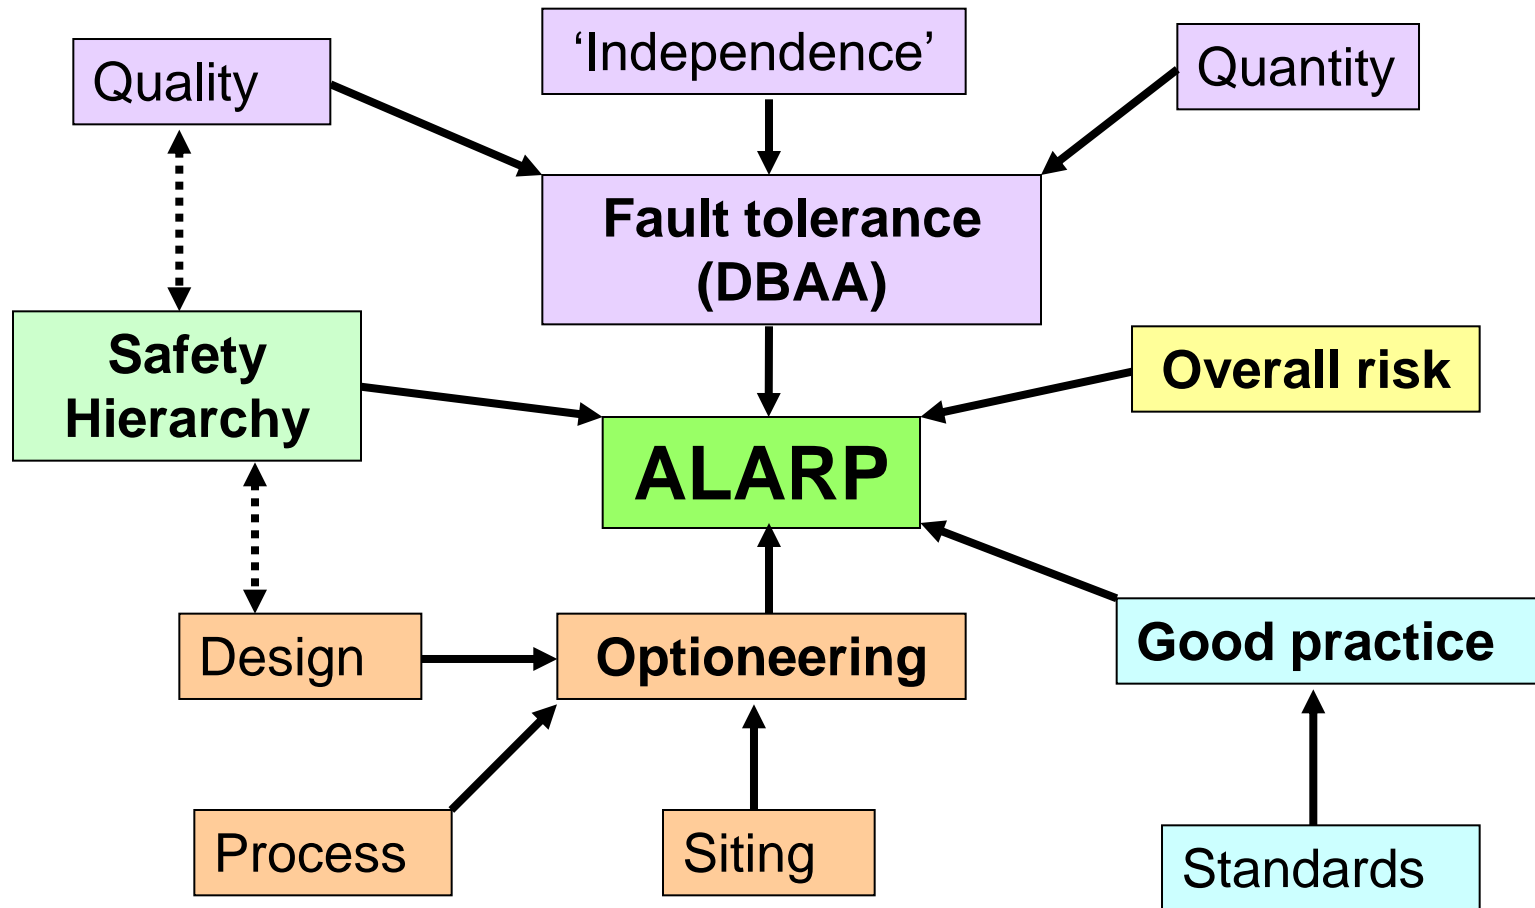 Quality
‘Independence’
Quantity
Fault tolerance
(DBAA)
Safety
Hierarchy
Overall risk
ALARP
Design
Optioneering
Good practice
Process
Siting
Standards